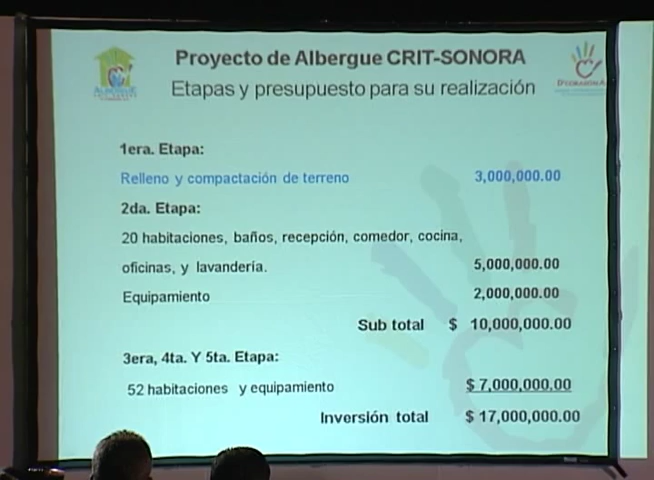 Proyecto de Albergue CRIT-SONORA
Etapas y presupuesto para su realización
ALBERGUE
1era. Etapa:
Relleno y compactación de terreno 3,000,000.00
2da. Etapa:
20 habitaciones, baños, recepción, comedor, cocina,
oficinas, y lavanderia. 5,000,000.00
Equipamiento 2,000,000.00
Sub total $ 10,000,000.00
3era, 4ta. Y 5ta. Etapa:
52 habitaciones y equipamiento $ 7,000,000.00
Inversión total $ 17,000,000.00